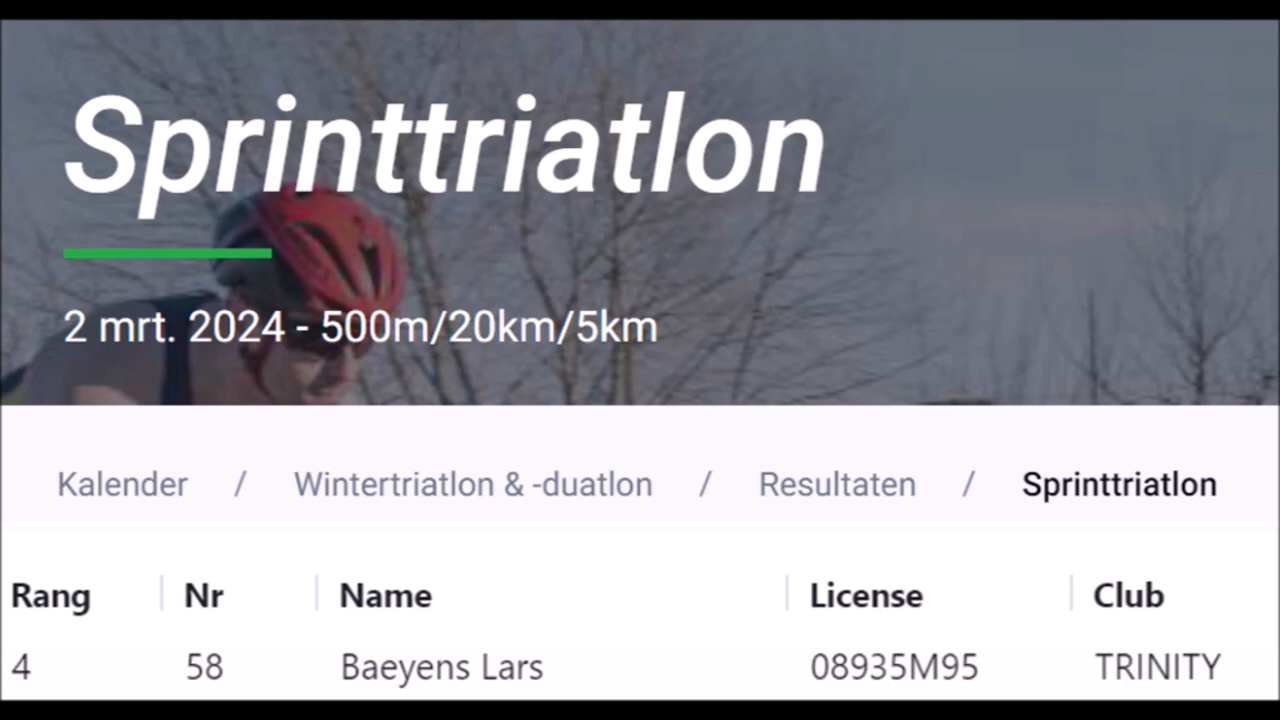 Sprinttriatlon
2 mrt. 2024 - 500m/20km/5km
Kalender / Wintertriatlon & -duatlon / Resultaten / Sprinttriatlon
Rang Nr Name License Club
4 58 Baeyens Lars 08935M95 TRINITY